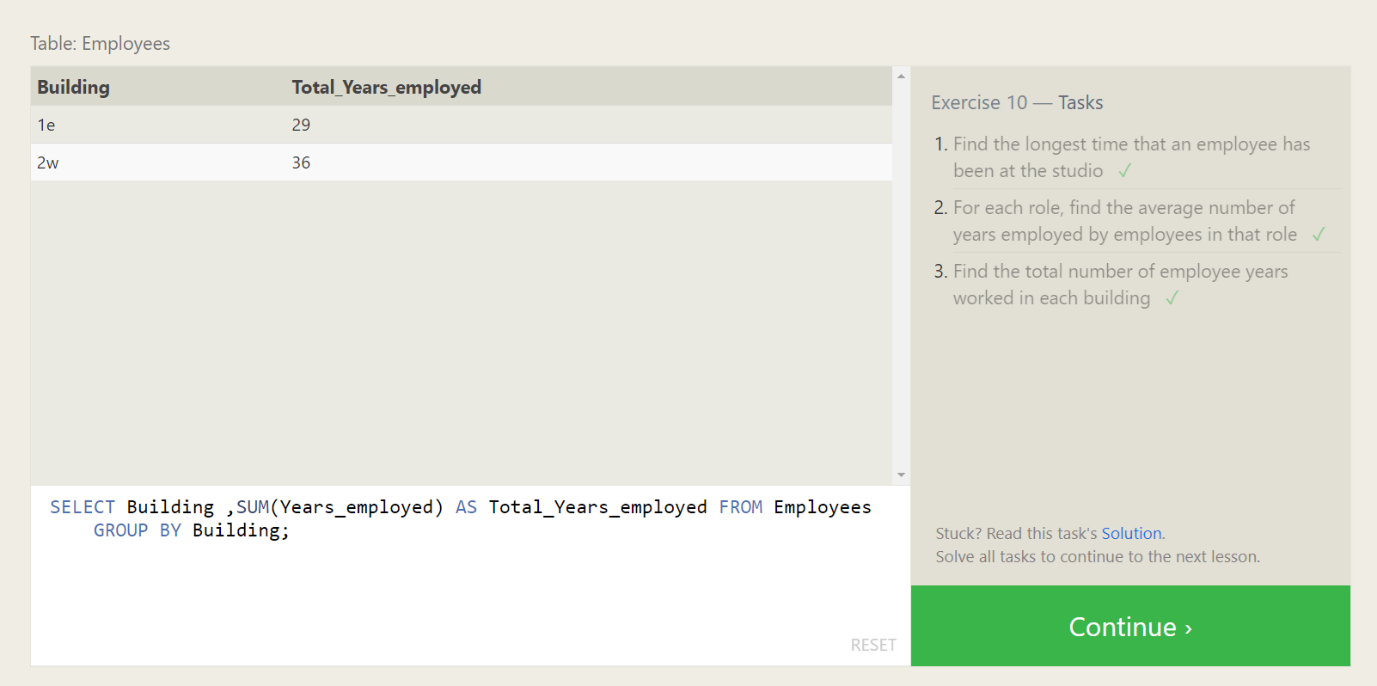 Table: Employees
Building Total_Years_employed
1e 29
2w 36
SELECT Building ,SUM(Years_employed) AS Total_Years_employed FROM Employees
GROUP BY Building;
RESET
Exercise 10 — Tasks
1. Find the longest time that an employee has
been at the studio ✓
2. For each role, find the average number of
years employed by employees in that role ✓
3. Find the total number of employee years
worked in each building ✓
Stuck? Read this task's Solution.
Solve all tasks to continue to the next lesson.
Continue ›